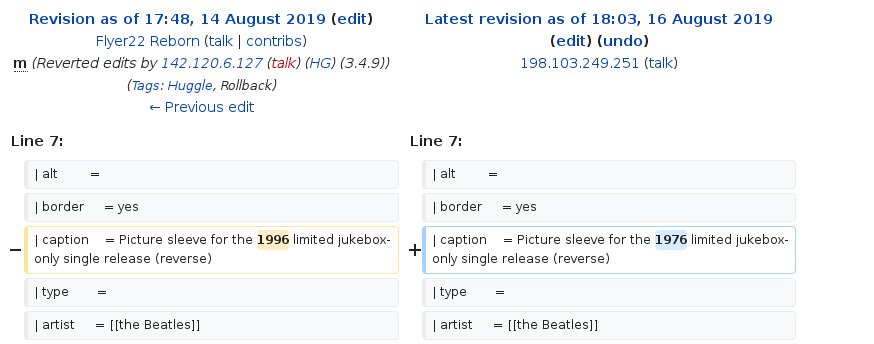 Revision as of 17:48, 14 August 2019 (edit)
Flyer22 Reborn (talk | contribs)
m (Reverted edits by 142.120.6.127 (talk) (HG) (3.4.9))
(Tags: Huggle, Rollback)
← Previous edit
Latest revision as of 18:03, 16 August 2019
(edit) (undo)
198.103.249.251 (talk)
Line 7:
Line 7:
| alt =
| alt =
| border = yes
| border = yes
− | caption = Picture sleeve for the 1996 limited jukebox-
only single release (reverse)
+ | caption = Picture sleeve for the 1976 limited jukebox-
only single release (reverse)
| type =
| type =
| artist = [[the Beatles]]
| artist = [[the Beatles]]